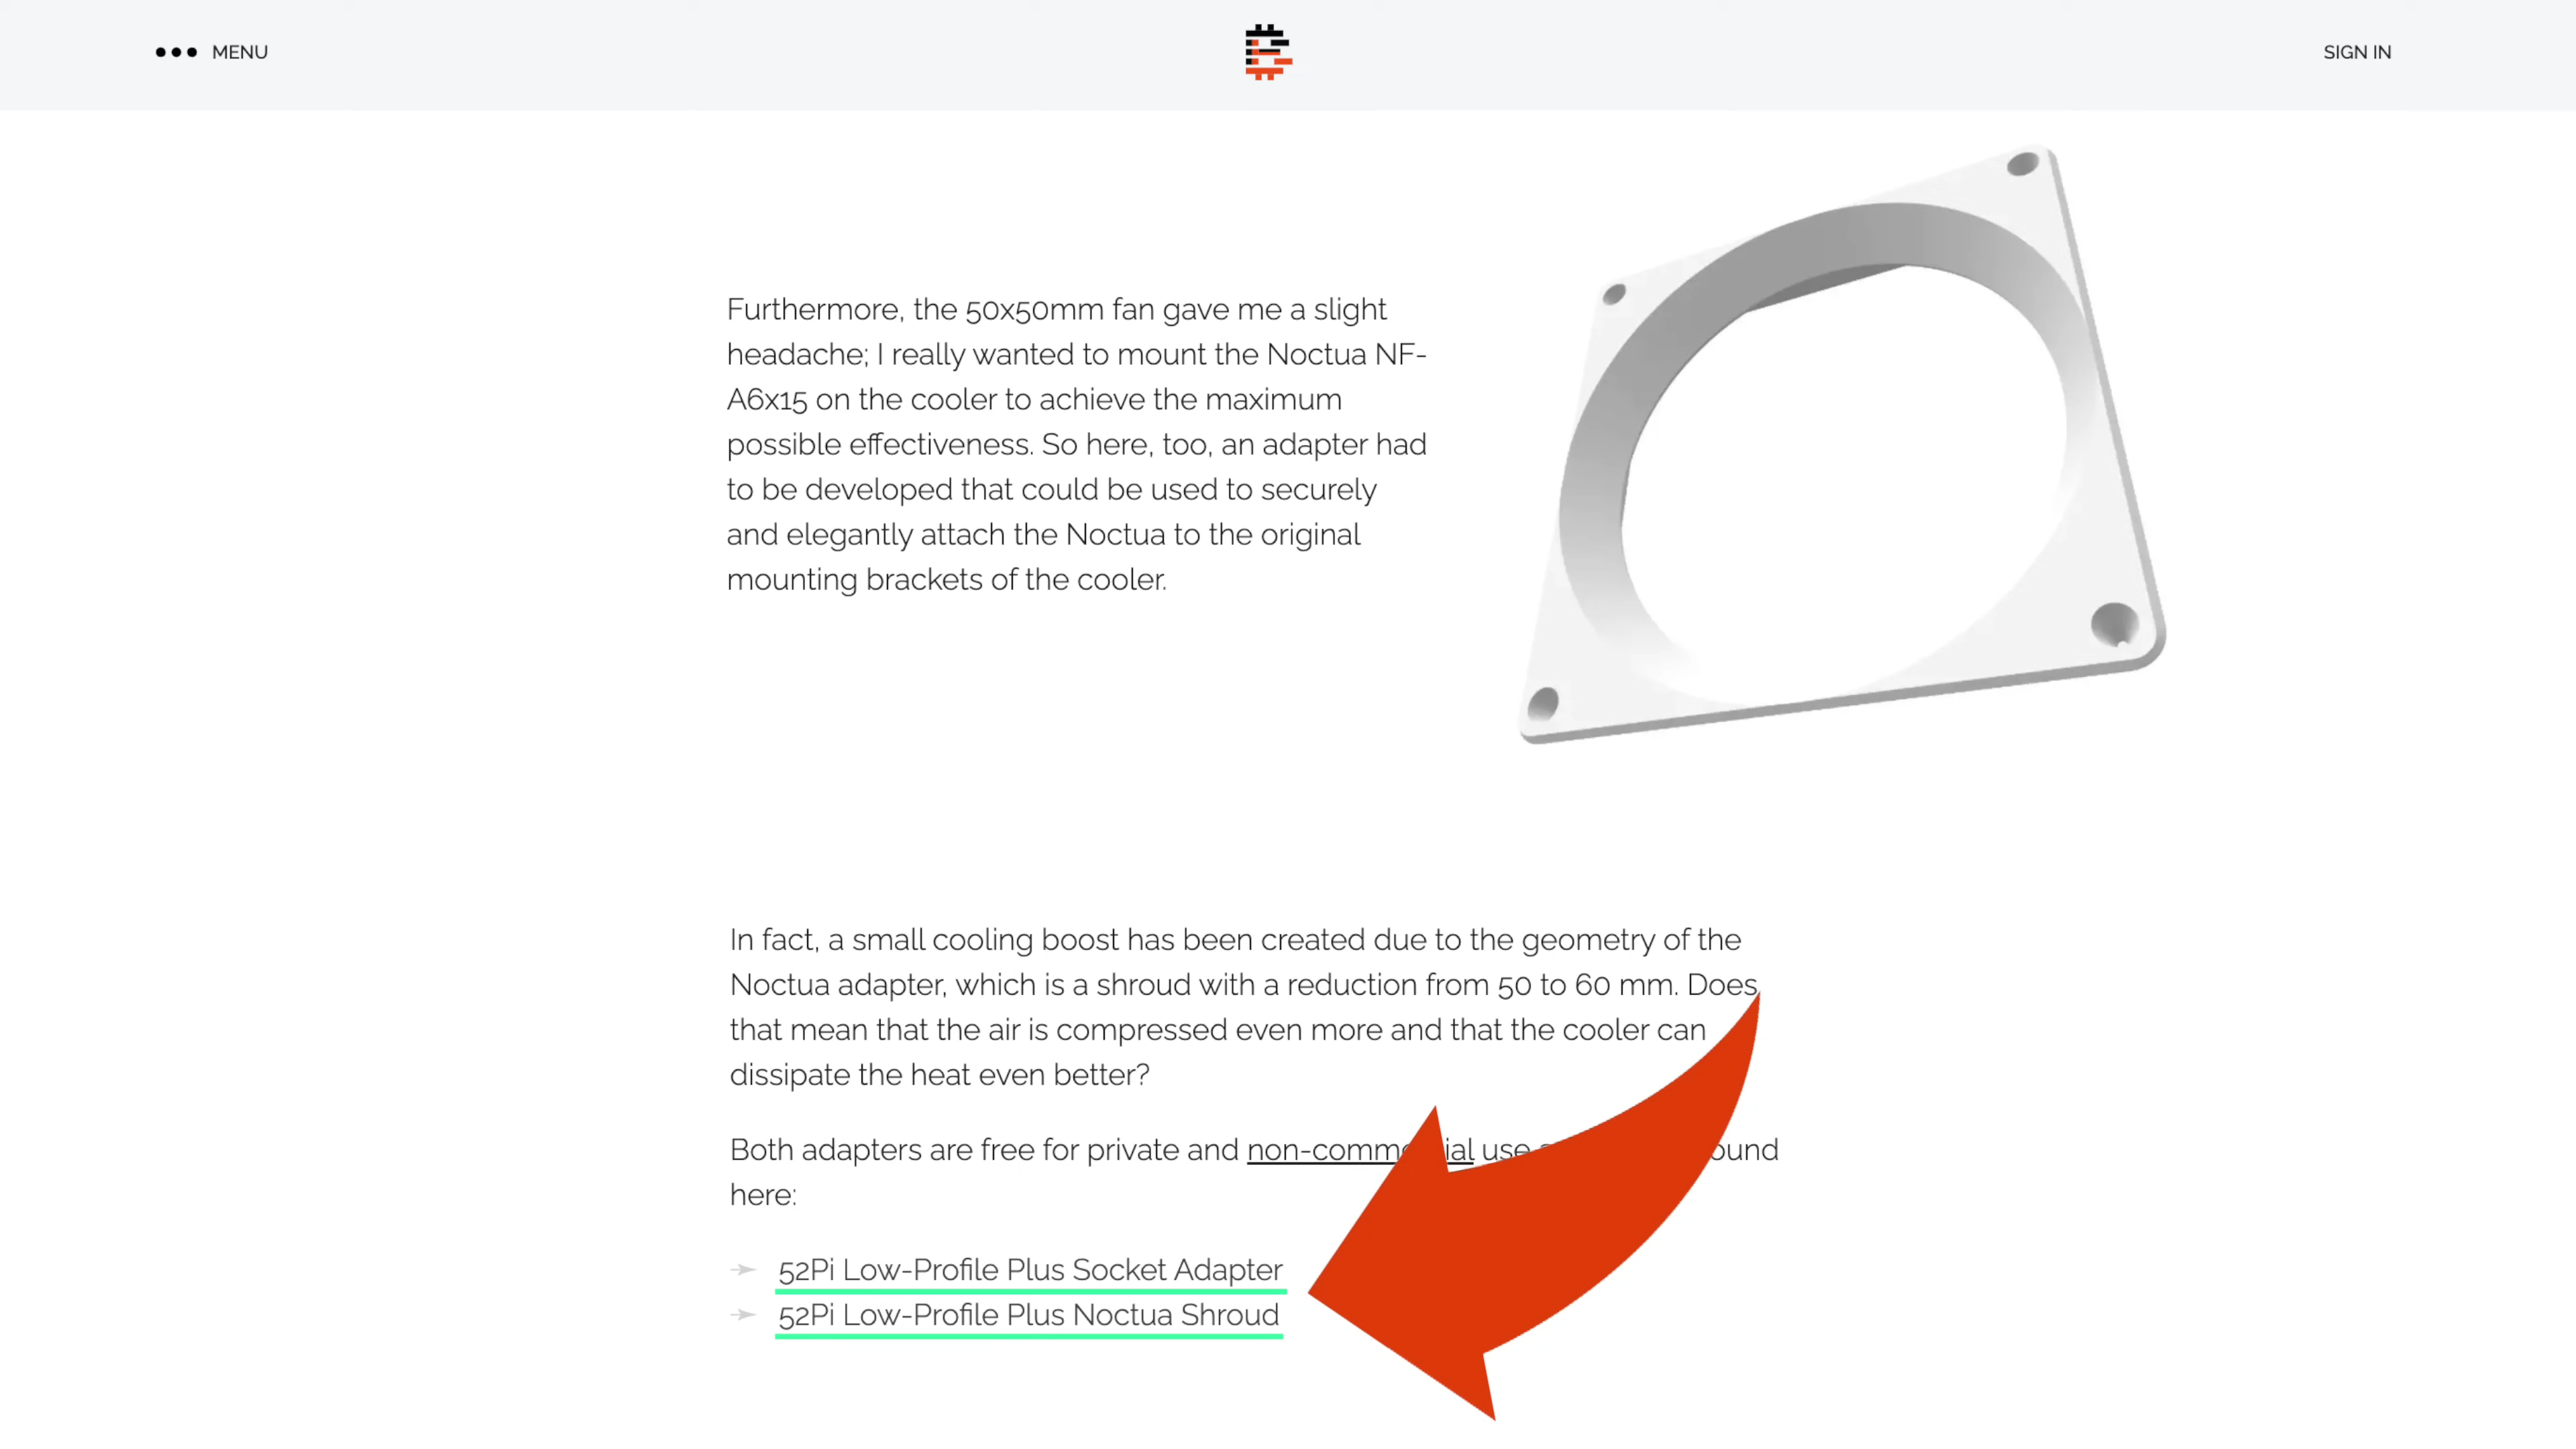 MENU
SIGN IN
Furthermore, the 50x50mm fan gave me a slight
headache; I really wanted to mount the Noctua NF-
A6x15 on the cooler to achieve the maximum
possible effectiveness. So here, too, an adapter had
to be developed that could be used to securely
and elegantly attach the Noctua to the original
mounting brackets of the cooler.
In fact, a small cooling boost has been created due to the geometry of the
Noctua adapter, which is a shroud with a reduction from 50 to 60 mm. Does
that mean that the air is compressed even more and that the cooler can
dissipate the heat even better?
Both adapters are free for private and use
here:
52Pi Low-Profile Plus Socket Adapter
52Pi Low-Profile Plus Noctua Shroud